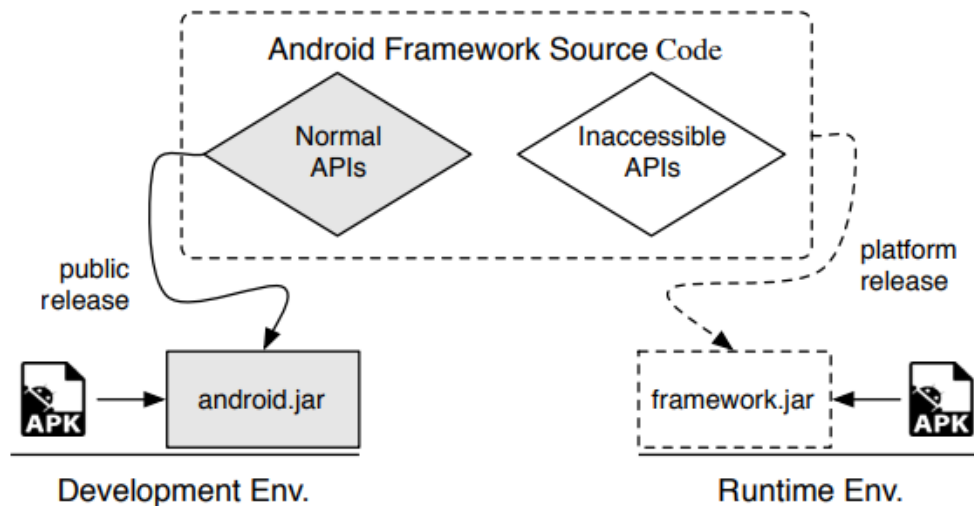 Android Framework Source Code
Normal
APIs
Inaccessible
APIs
public
release
platform
release
APK
android.jar
framework.jar
APK
Development Env.
Runtime Env.